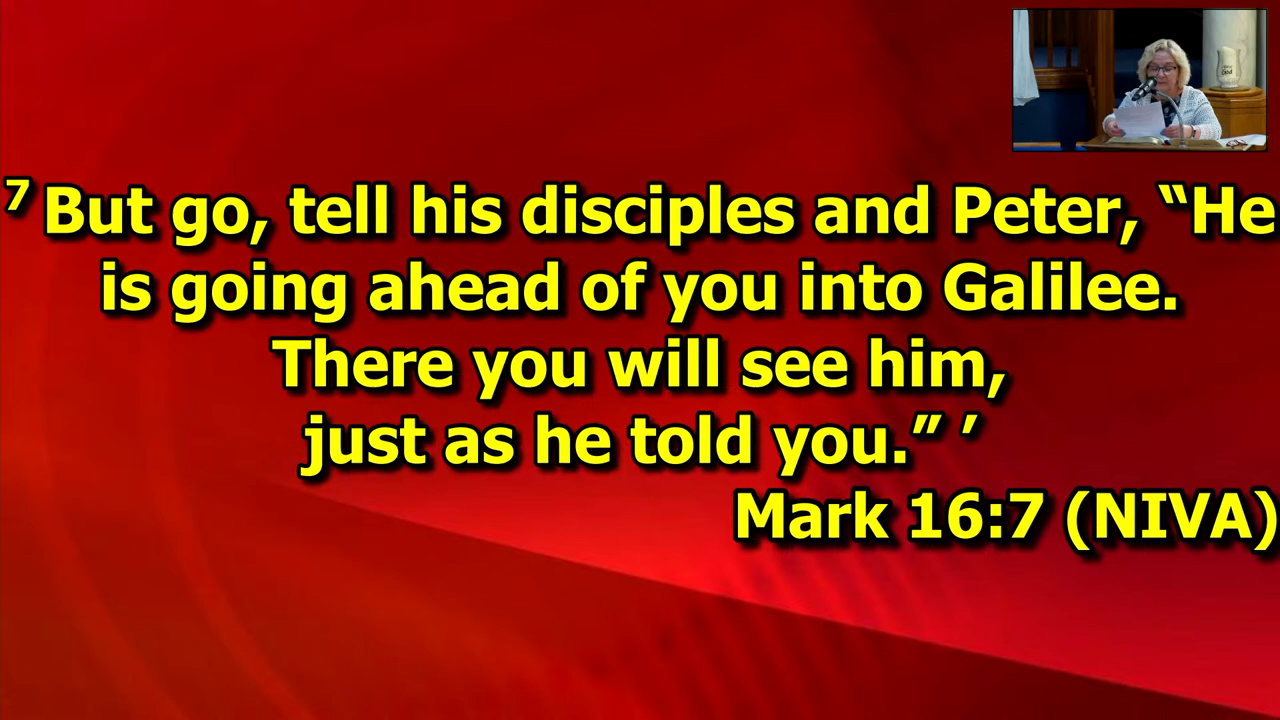 7 But go, tell his disciples and Peter, “He
is going ahead of you into Galilee.
There you will see him,
just as he told you.” ’
Mark 16:7 (NIVA)